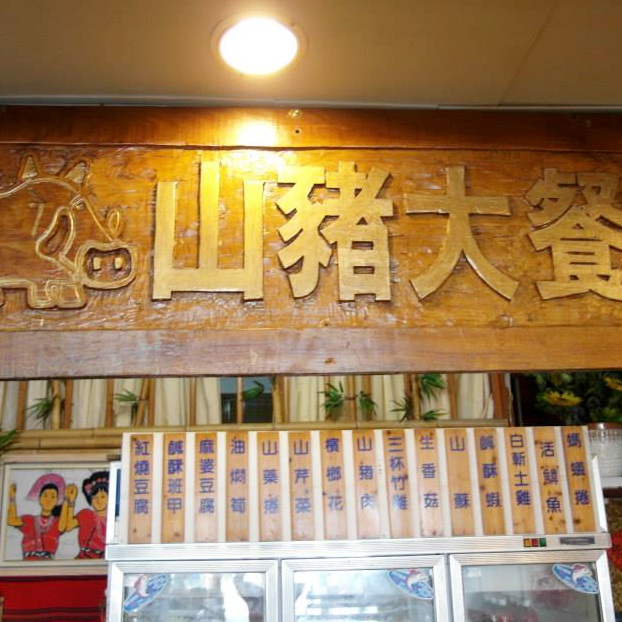 山豬大餐
紅燒豆腐
鹹酥班甲
麻婆豆腐
油燜筍
山藥捲
山芹菜
檳榔花
山豬肉
三杯竹雞
生香菇
山蘇
鹹酥蝦
白斬土雞
活鯛魚
螞蟻捲